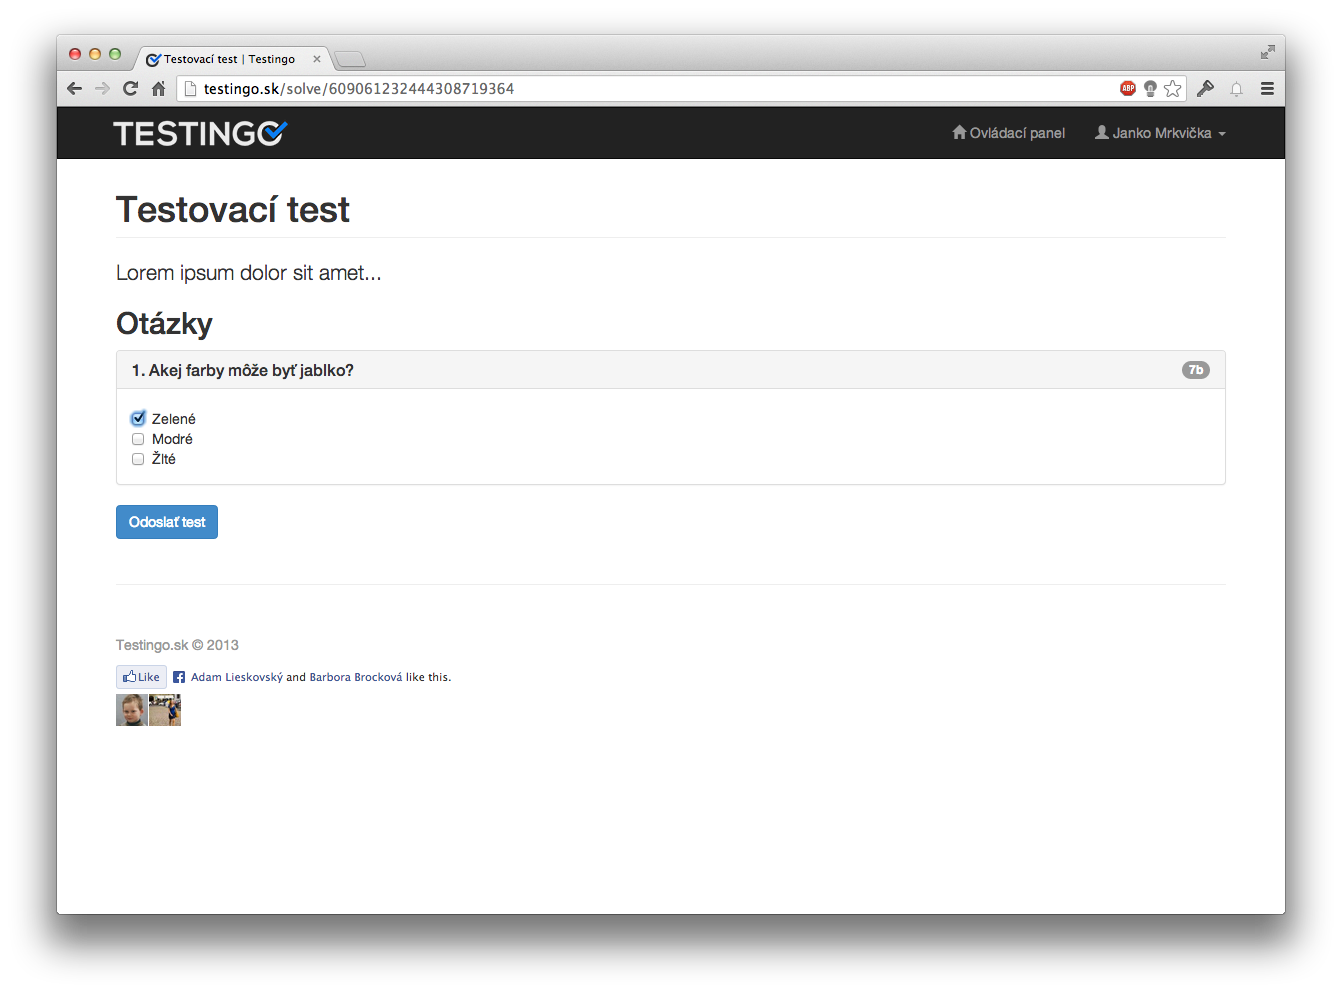 Testovací test | Testingo
testingo.sk/solve/609061232444308719364
ABP
TESTINGO
Ovládací panel
Janko Mrkvička
Testovací test
Lorem ipsum dolor sit amet...
Otázky
1. Akej farby môže byť jablko?
7b
Zelené
Modré
Žlté
Odoslať test
Testingo.sk © 2013
Like
Adam Lieskovský and Barbora Brocková like this.